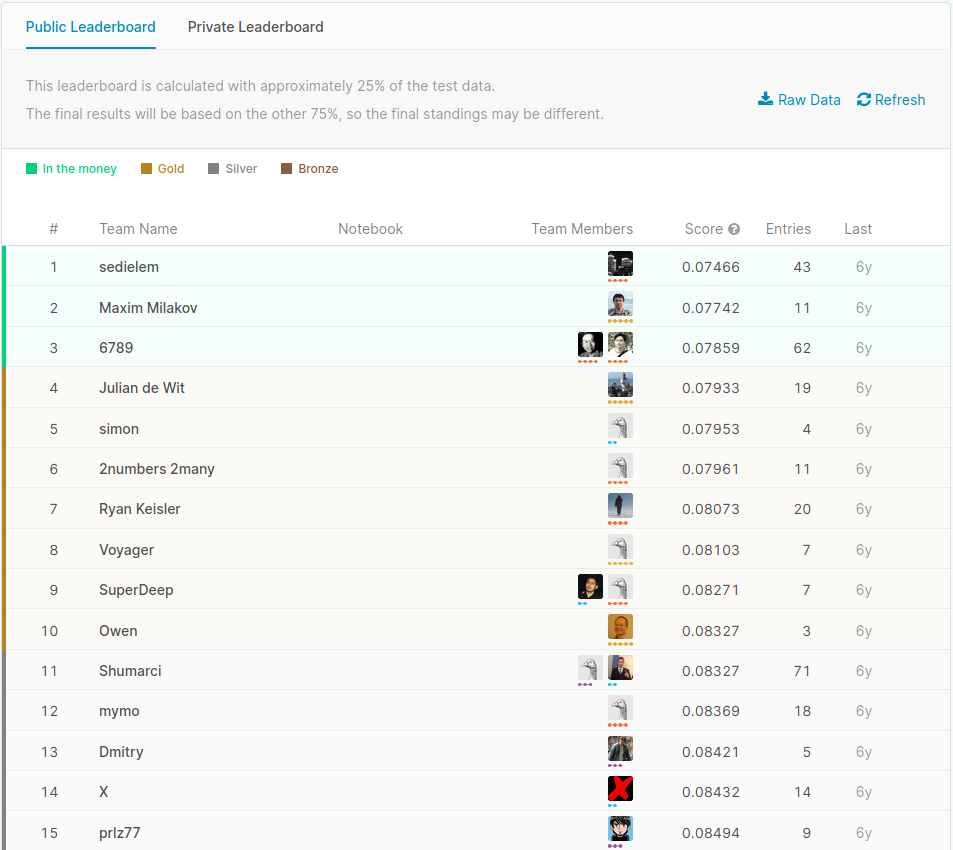 Public Leaderboard Private Leaderboard
This leaderboard is calculated with approximately 25% of the test data.
The final results will be based on the other 75%, so the final standings may be different.
Raw Data Refresh
In the money Gold Silver Bronze
# Team Name Notebook Team Members Score ? Entries Last
1 sedielem 0.07466 43 6y
2 Maxim Milakov 0.07742 11 6y
3 6789 0.07859 62 6y
4 Julian de Wit 0.07933 19 6y
5 simon 0.07953 4 6y
6 2numbers 2many 0.07961 11 6y
7 Ryan Keisler 0.08073 20 6y
8 Voyager 0.08103 7 6y
9 SuperDeep 0.08271 7 6y
10 Owen 0.08327 3 6y
11 Shumarci 0.08327 71 6y
12 mymo 0.08369 18 6y
13 Dmitry 0.08421 5 6y
14 X 0.08432 14 6y
15 prlz77 0.08494 9 6y